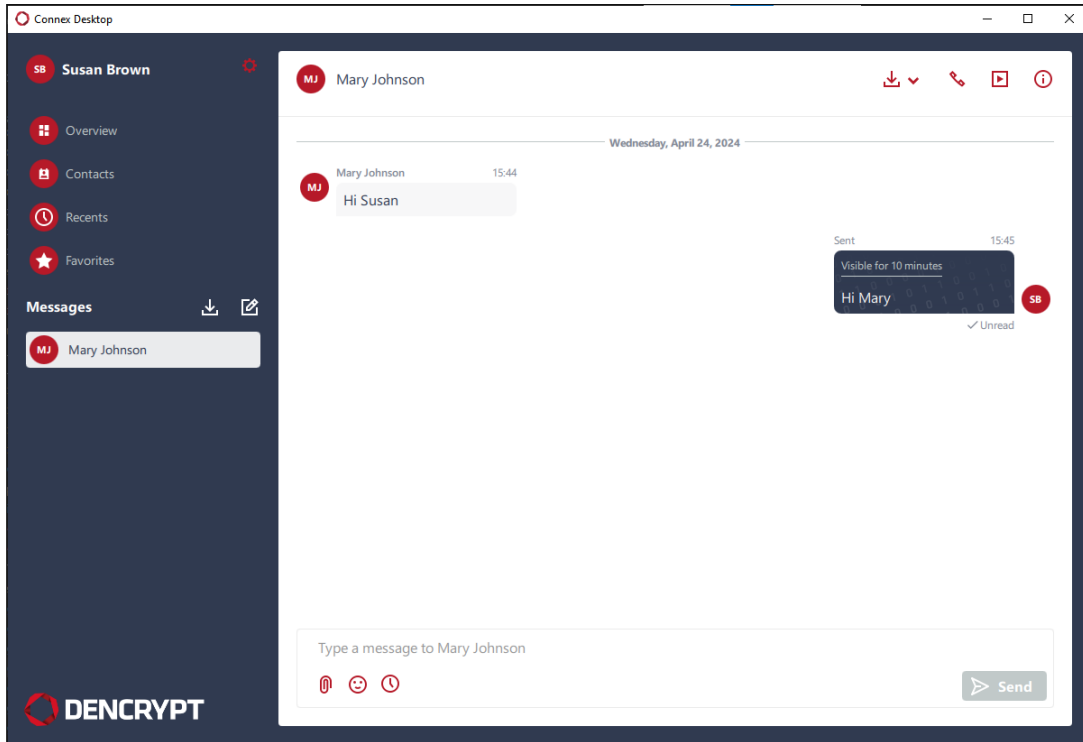 Connex Desktop
SB Susan Brown
Overview
Contacts
Recents
Favorites
Messages
MJ Mary Johnson
DENCRYPT
MJ Mary Johnson
Wednesday, April 24, 2024
Mary Johnson 15:44
MJ
Hi Susan
Sent 15:45
Visible for 10 minutes
Hi Mary
SB
Unread
Type a message to Mary Johnson
Send